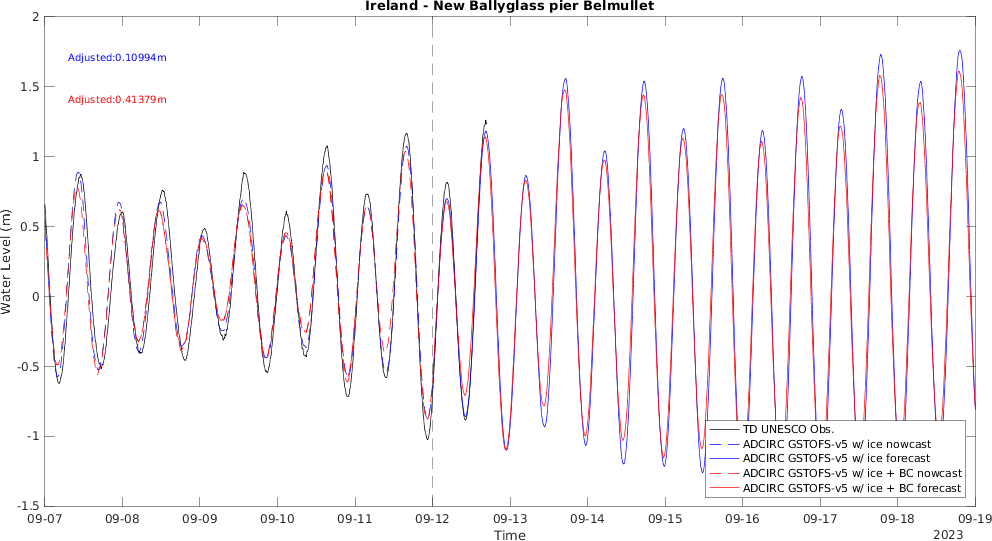 Ireland - New Ballyglass pier Belmullet
2
1.5
1
0.5
0
-0.5
-1
-1.5
Water Level (m)
Adjusted:0.10994m
Adjusted:0.41379m
TD UNESCO Obs.
ADCIRC GSTOFS-v5 w/ ice nowcast
ADCIRC GSTOFS-v5 w/ ice forecast
ADCIRC GSTOFS-v5 w/ ice + BC nowcast
ADCIRC GSTOFS-v5 w/ ice + BC forecast
09-07 09-08 09-09 09-10 09-11 09-12 09-13 09-14 09-15 09-16 09-17 09-18 09-19
Time
2023